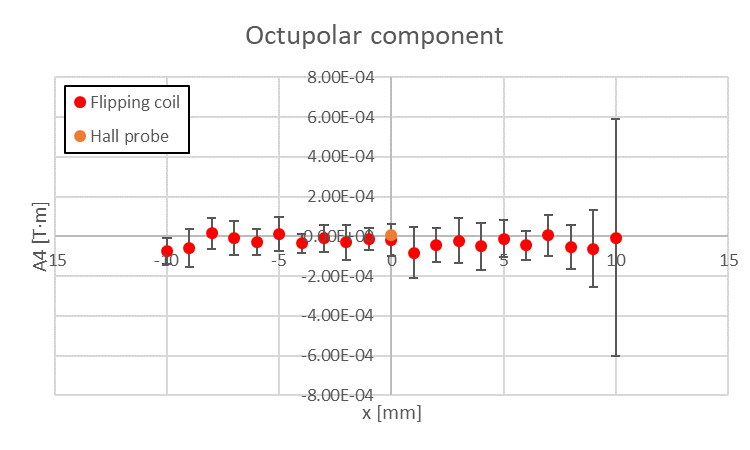 Octupolar component
8.00E-04
Flipping coil
6.00E-04
Hall probe
4.00E-04
2.00E-04
A4 [T·m]
0.00E+00
-15
-10
-5
0
5
10
15
-2.00E-04
-4.00E-04
-6.00E-04
-8.00E-04
x [mm]